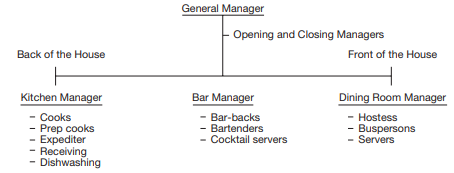 General Manager
– Opening and Closing Managers
Back of the House
Front of the House
Kitchen Manager
– Cooks
– Prep cooks
– Expediter
– Receiving
– Dishwashing
Bar Manager
– Bar-backs
– Bartenders
– Cocktail servers
Dining Room Manager
– Hostess
– Buspersons
– Servers